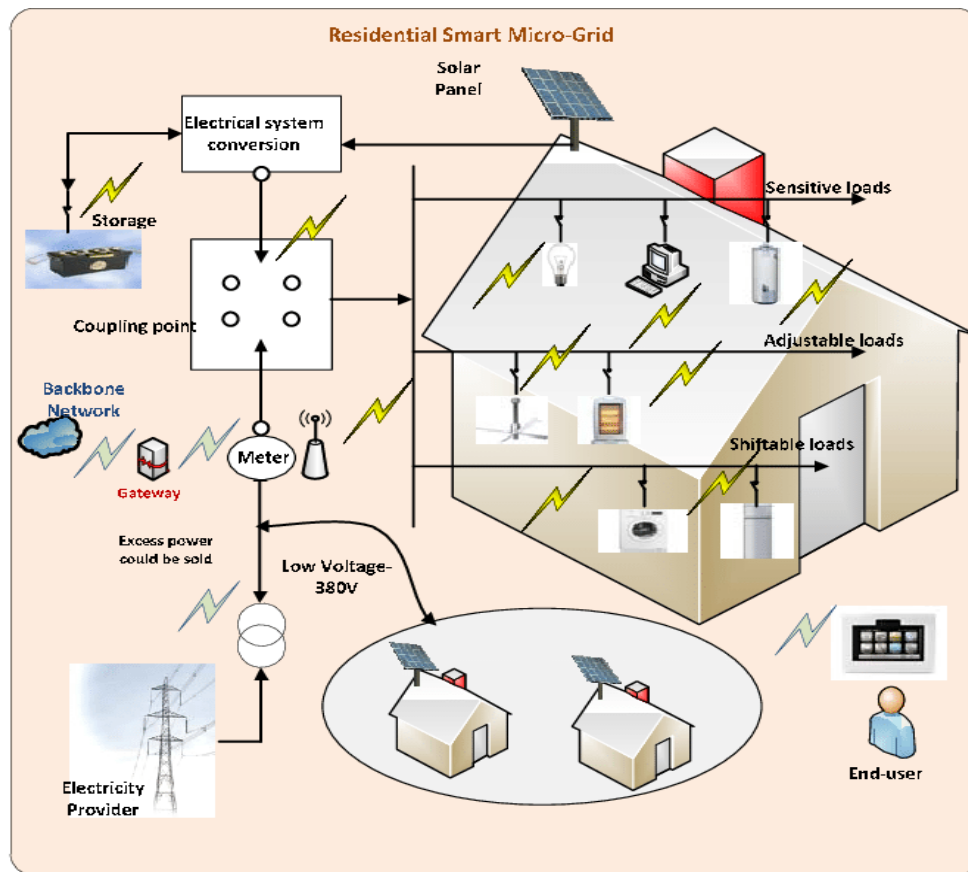 Residential Smart Micro-Grid
Solar
Panel
Electrical system
conversion
Sensitive loads
Storage
Coupling point
Adjustable loads
Backbone
Network
Meter
Shiftable loads
Gateway
Excess power
could be sold
Low Voltage-
380V
Electricity
Provider
End-user